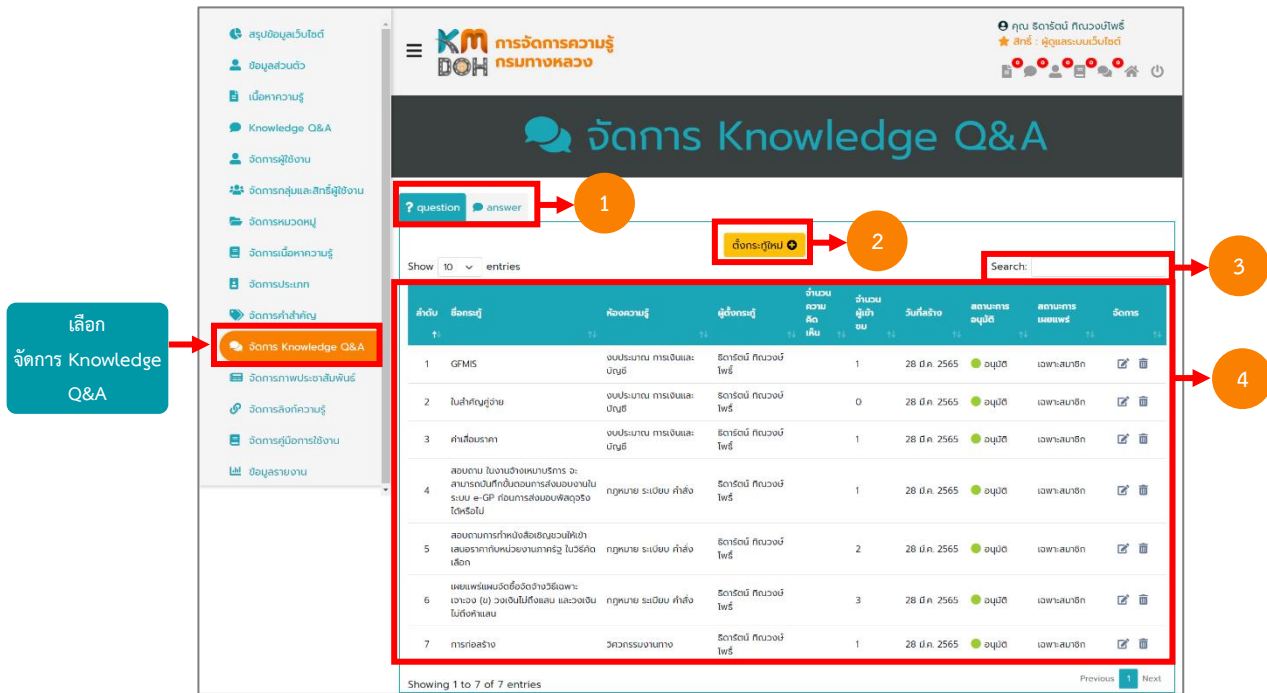 สรุปข้อมูลเว็บไซต์
ข้อมูลส่วนตัว
เนื้อหาความรู้
Knowledge Q&A
จัดการผู้ใช้งาน
จัดการกลุ่มและสิทธิ์ผู้ใช้งาน
จัดการหมวดหมู่
จัดการเนื้อหาความรู้
จัดการประเภท
จัดการคำสำคัญ
จัดการ Knowledge Q&A
จัดการภาพประชาสัมพันธ์
จัดการลิงก์ความรู้
จัดการคู่มือการใช้งาน
ข้อมูลรายงาน
เลือก
จัดการ Knowledge
Q&A
KM การจัดการความรู้
DOH กรมทางหลวง
คุณ ธิดารัตน์ ทิณวงษ์โพธิ์
สิทธิ์ : ผู้ดูแลระบบเว็บไซต์
0 0 0 0 0
จัดการ Knowledge Q&A
? question answer
1
ตั้งกระทู้ใหม่
2
Show 10 entries
Search:
3
ลำดับ ชื่อกระทู้ ห้องความรู้ ผู้ตั้งกระทู้ จำนวน
ความ
คิด
เห็น จำนวน
ผู้เข้า
ชม วันที่สร้าง สถานะการ
อนุมัติ สถานะการ
เผยแพร่ จัดการ
1 GFMIS งบประมาณ การเงินและ
บัญชี ธิดารัตน์ ทิณวงษ์
โพธิ์ 1 28 มี.ค. 2565 อนุมัติ เฉพาะสมาชิก
2 ใบสำคัญคู่จ่าย งบประมาณ การเงินและ
บัญชี ธิดารัตน์ ทิณวงษ์
โพธิ์ 0 28 มี.ค. 2565 อนุมัติ เฉพาะสมาชิก
3 ค่าเสื่อมราคา งบประมาณ การเงินและ
บัญชี ธิดารัตน์ ทิณวงษ์
โพธิ์ 1 28 มี.ค. 2565 อนุมัติ เฉพาะสมาชิก
4 สอบถาม ในงานจ้างเหมาบริการ จะ
สามารถบันทึกขั้นตอนการส่งมอบงานใน
ระบบ e-GP ก่อนการส่งมอบพัสดุจริง
ได้หรือไม่ กฎหมาย ระเบียบ คำสั่ง ธิดารัตน์ ทิณวงษ์
โพธิ์ 1 28 มี.ค. 2565 อนุมัติ เฉพาะสมาชิก
5 สอบถามการทำหนังสือเชิญชวนให้เข้า
เสนอราคากับหน่วยงานภาครัฐ ในวิธีคัด
เลือก กฎหมาย ระเบียบ คำสั่ง ธิดารัตน์ ทิณวงษ์
โพธิ์ 2 28 มี.ค. 2565 อนุมัติ เฉพาะสมาชิก
6 เผยแพร่แผนจัดซื้อจัดจ้างวิธีเฉพาะ
เจาะจง (ข) วงเงินไม่ถึงแสน และวงเงิน
ไม่ถึงห้าแสน กฎหมาย ระเบียบ คำสั่ง ธิดารัตน์ ทิณวงษ์
โพธิ์ 3 28 มี.ค. 2565 อนุมัติ เฉพาะสมาชิก
7 การก่อสร้าง วิศวกรรมงานทาง ธิดารัตน์ ทิณวงษ์
โพธิ์ 1 28 มี.ค. 2565 อนุมัติ เฉพาะสมาชิก
4
Showing 1 to 7 of 7 entries
Previous 1 Next